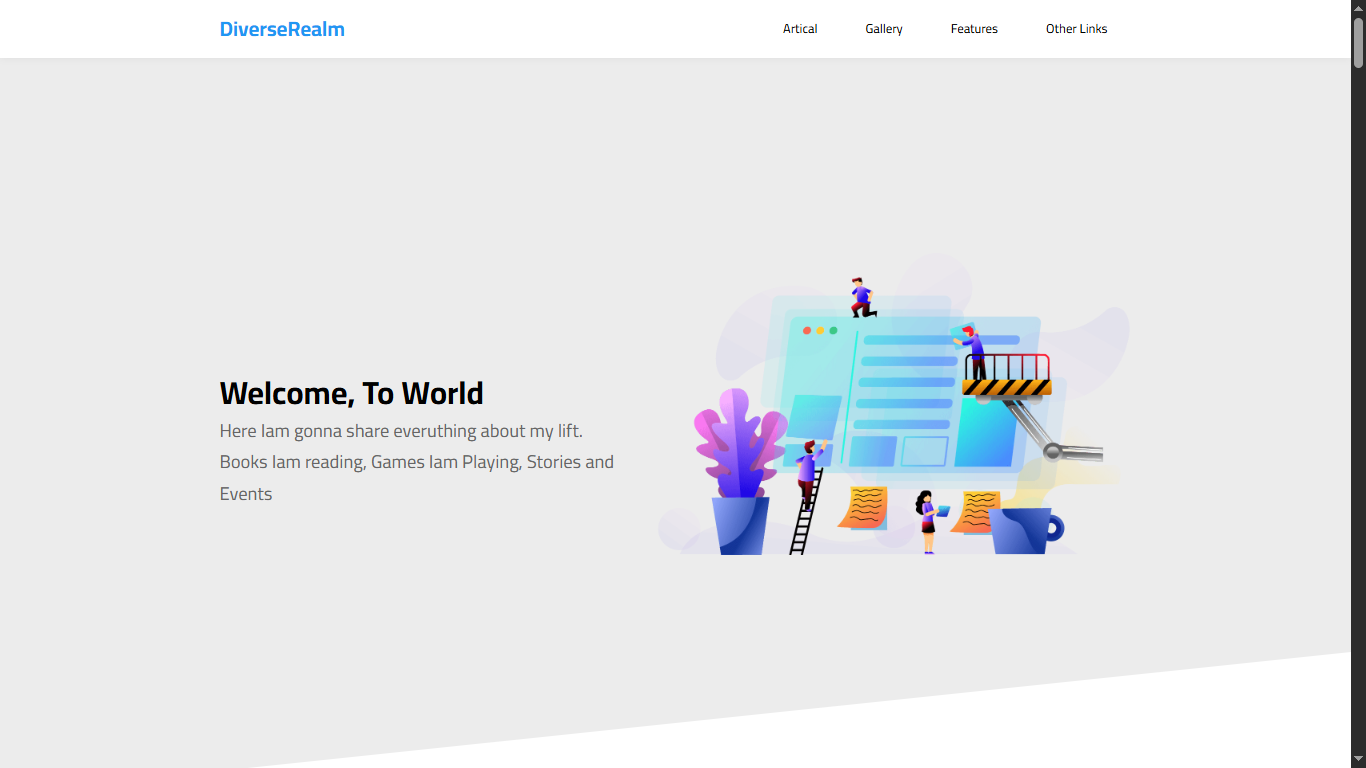 DiverseRealm
Artical Gallery Features Other Links
Welcome, To World
Here Iam gonna share everuthing about my lift.
Books Iam reading, Games Iam Playing, Stories and
Events